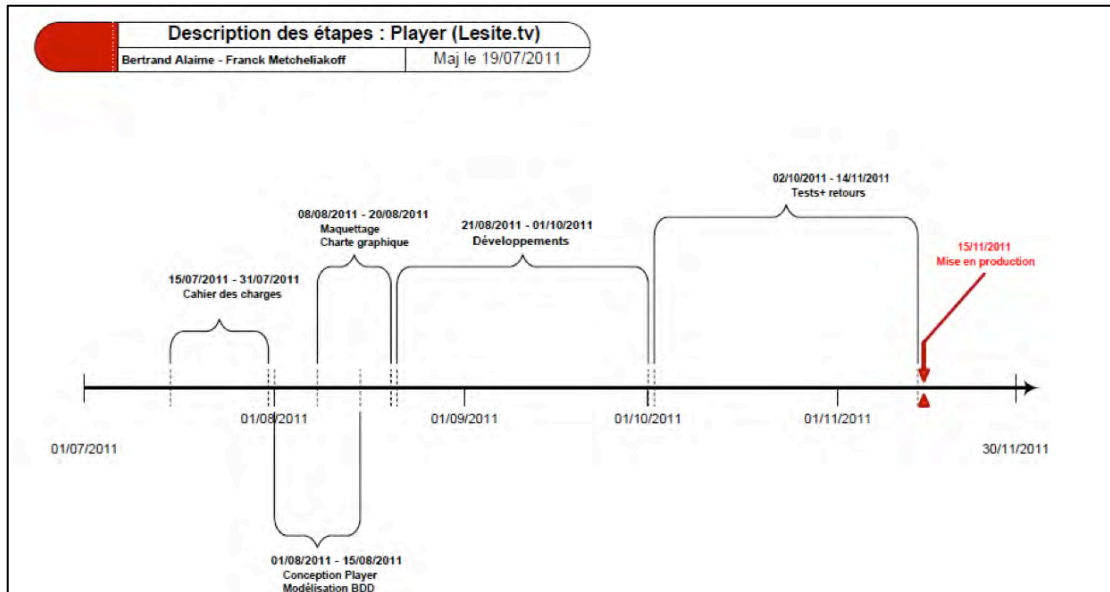 Description des étapes : Player (Lesite.tv)
Bertrand Alaime - Franck Metcheliakoff
Maj le 19/07/2011
02/10/2011 - 14/11/2011
Tests+ retours
08/08/2011 - 20/08/2011
Maquettage
Charte graphique
21/08/2011 - 01/10/2011
Développements
15/11/2011
Mise en production
15/07/2011 - 31/07/2011
Cahier des charges
01/08/2011
01/09/2011
01/10/2011
01/11/2011
01/07/2011
30/11/2011
01/08/2011 - 15/08/2011
Conception Player
Modélisation BDD